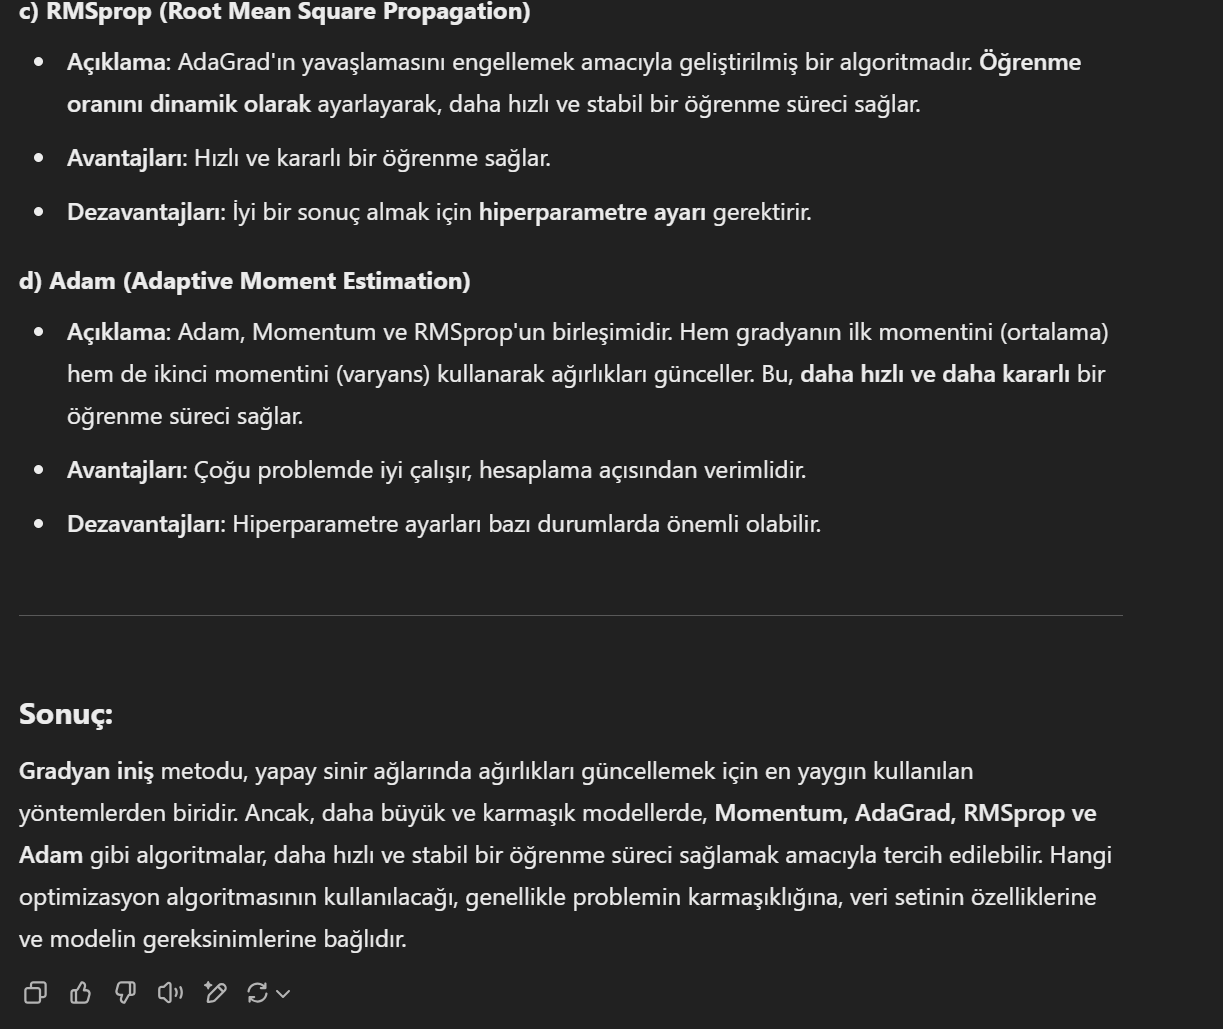 c) RMSprop (Root Mean Square Propagation)
• Açıklama: AdaGrad'ın yavaşlamasını engellemek amacıyla geliştirilmiş bir algoritmadır. Öğrenme
oranını dinamik olarak ayarlayarak, daha hızlı ve stabil bir öğrenme süreci sağlar.
• Avantajları: Hızlı ve kararlı bir öğrenme sağlar.
• Dezavantajları: İyi bir sonuç almak için hiperparametre ayarı gerektirir.
d) Adam (Adaptive Moment Estimation)
• Açıklama: Adam, Momentum ve RMSprop'un birleşimidir. Hem gradyanın ilk momentini (ortalama)
hem de ikinci momentini (varyans) kullanarak ağırlıkları günceller. Bu, daha hızlı ve daha kararlı bir
öğrenme süreci sağlar.
• Avantajları: Çoğu problemde iyi çalışır, hesaplama açısından verimlidir.
• Dezavantajları: Hiperparametre ayarları bazı durumlarda önemli olabilir.
Sonuç:
Gradyan iniş metodu, yapay sinir ağlarında ağırlıkları güncellemek için en yaygın kullanılan
yöntemlerden biridir. Ancak, daha büyük ve karmaşık modellerde, Momentum, AdaGrad, RMSprop ve
Adam gibi algoritmalar, daha hızlı ve stabil bir öğrenme süreci sağlamak amacıyla tercih edilebilir. Hangi
optimizasyon algoritmasının kullanılacağı, genellikle problemin karmaşıklığına, veri setinin özelliklerine
ve modelin gereksinimlerine bağlıdır.